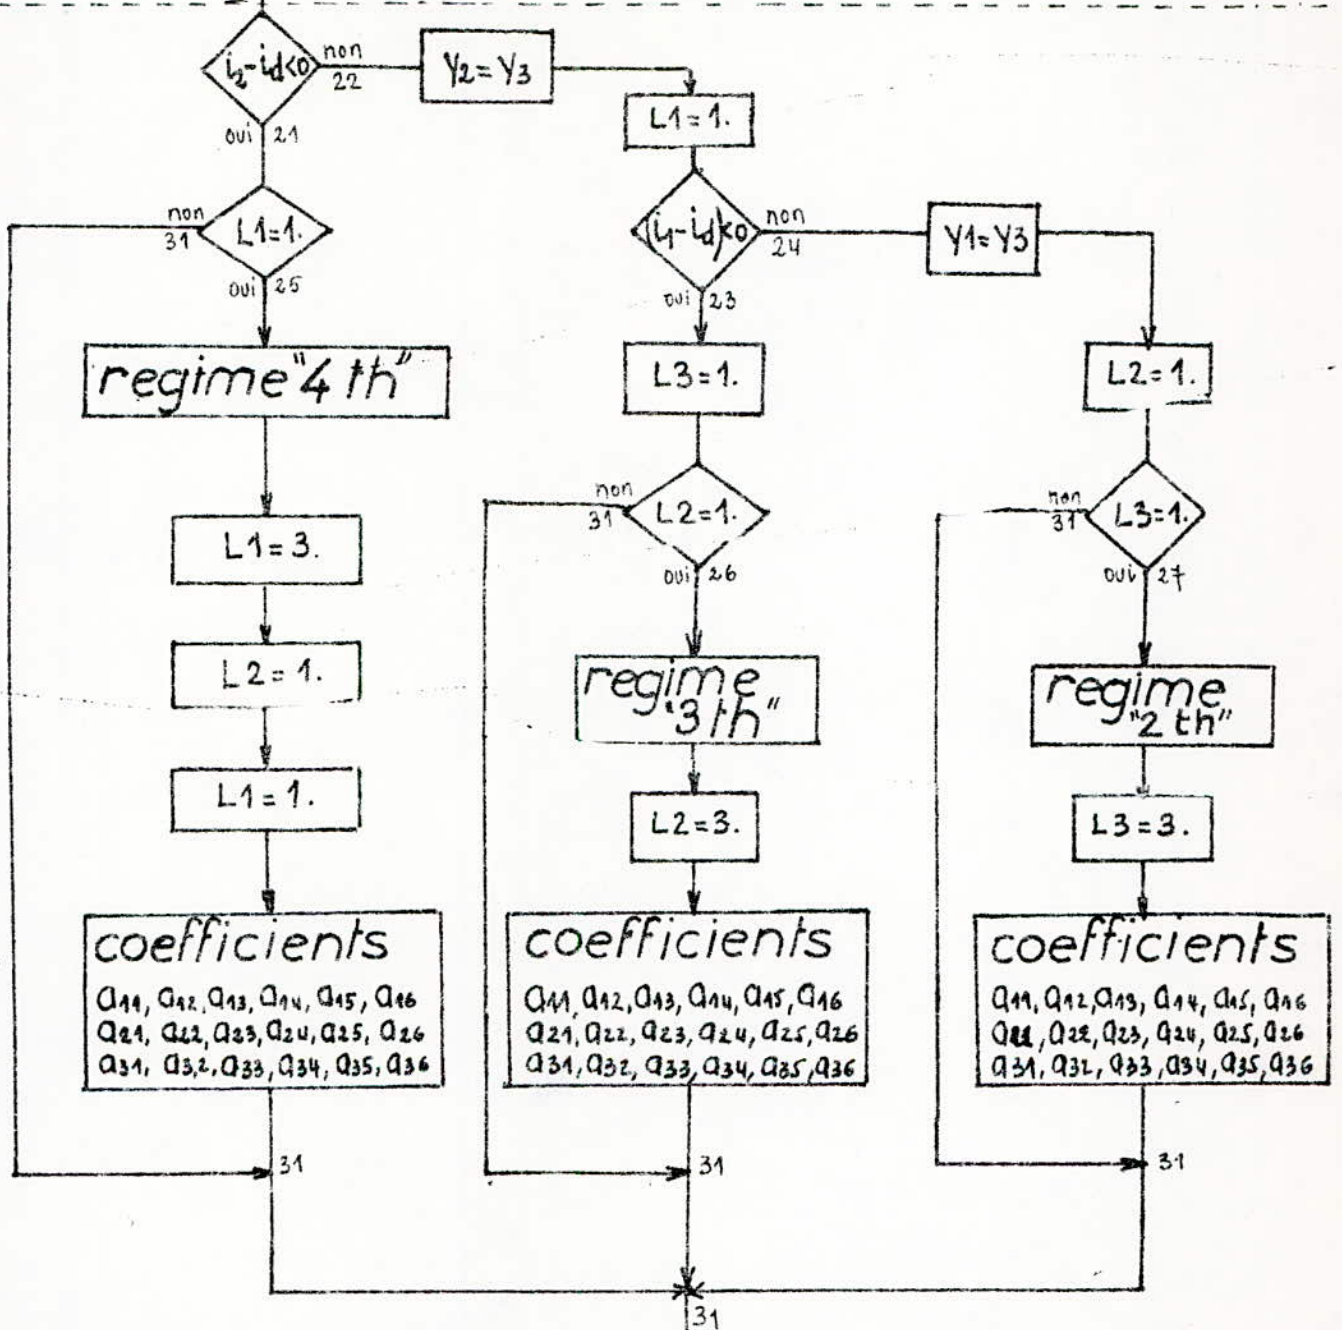 i₂-id<0
non
22
Y2=Y3
L1=1.
oui 21
L1=1.
non
31
oui 25
(i₁-id)<0
non
24
Y1=Y3
oui 23
regime "4 th"
L3=1.
L2=1.
L1=3.
L2=1.
non
31
oui 26
L3=1.
non
31
oui 27
L2=1.
regime
"3 th"
regime
"2 th"
L1=1.
L2=3.
L3=3.
coefficients
a11, a12, a13, a14, a15, a16
a21, a22, a23, a24, a25, a26
a31, a3,2, a33, a34, a35, a36
coefficients
a11, a12, a13, a14, a15, a16
a21, a22, a23, a24, a25, a26
a31, a32, a33, a34, a35, a36
coefficients
a11, a12, a13, a14, a15, a16
a21, a22, a23, a24, a25, a26
a31, a32, a33, a34, a35, a36
31
31
31
31